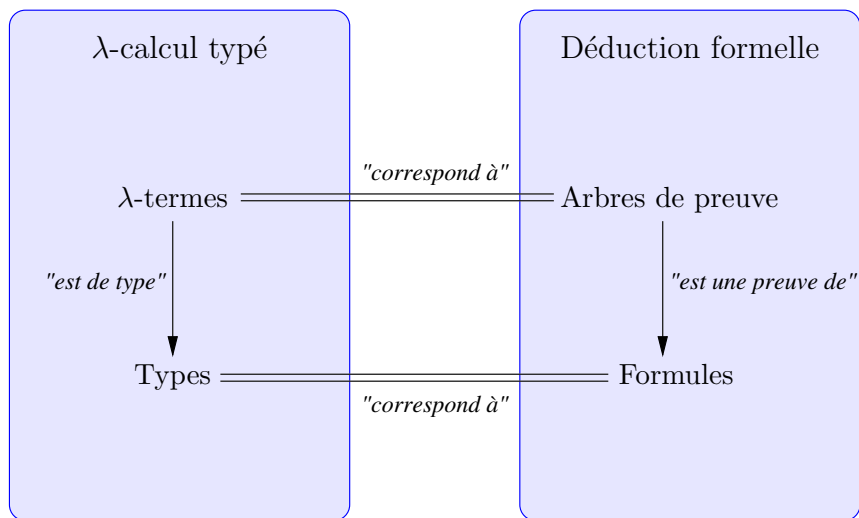 λ-calcul typé
Déduction formelle
"correspond à"
λ-termes
Arbres de preuve
"est de type"
"est une preuve de"
Types
Formules
"correspond à"